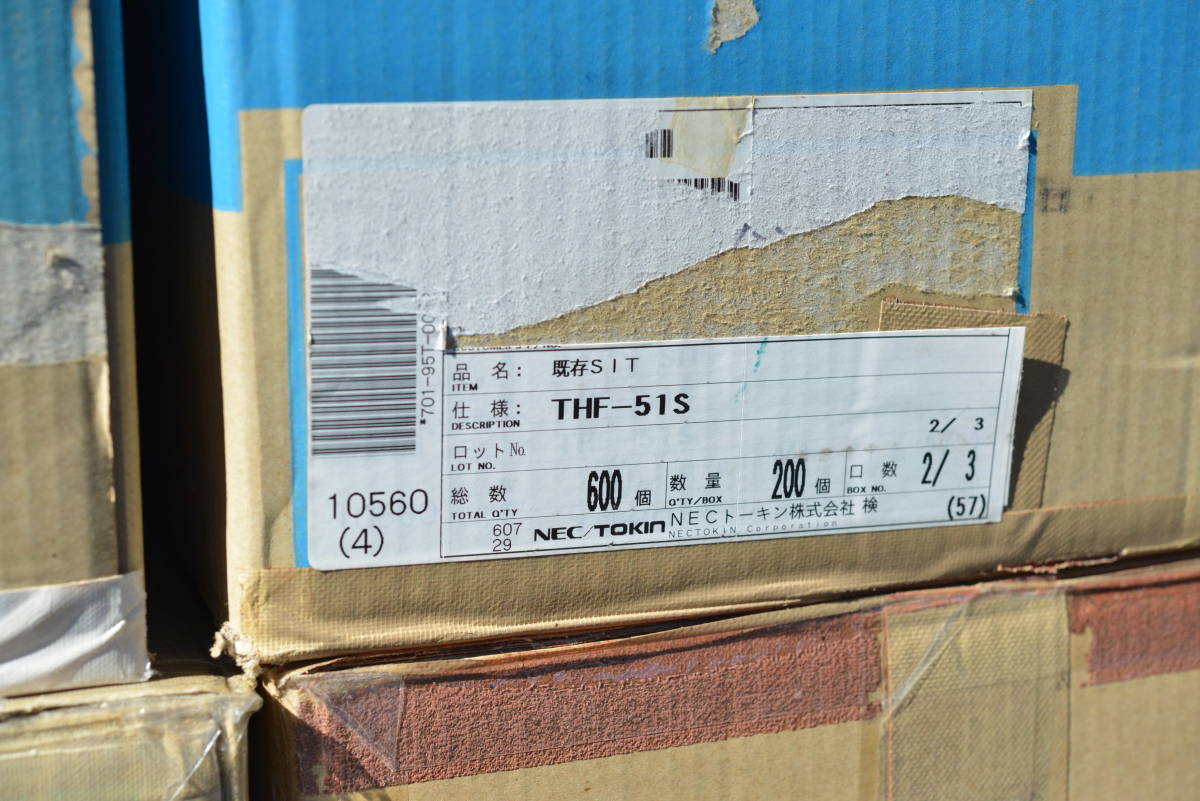 *701-95T-00
品 名： 既存SIT
ITEM
仕 様： THF-51S
DESCRIPTION
2/ 3
ロットNo.
LOT NO.
総 数 600 個 数 量 200 個 口 数 2/ 3
TOTAL Q'TY Q'TY/BOX BOX NO.
10560
(4)
607
29
NEC/TOKIN NECトーキン株式会社 検 (57)
NECTOKIN Corporation